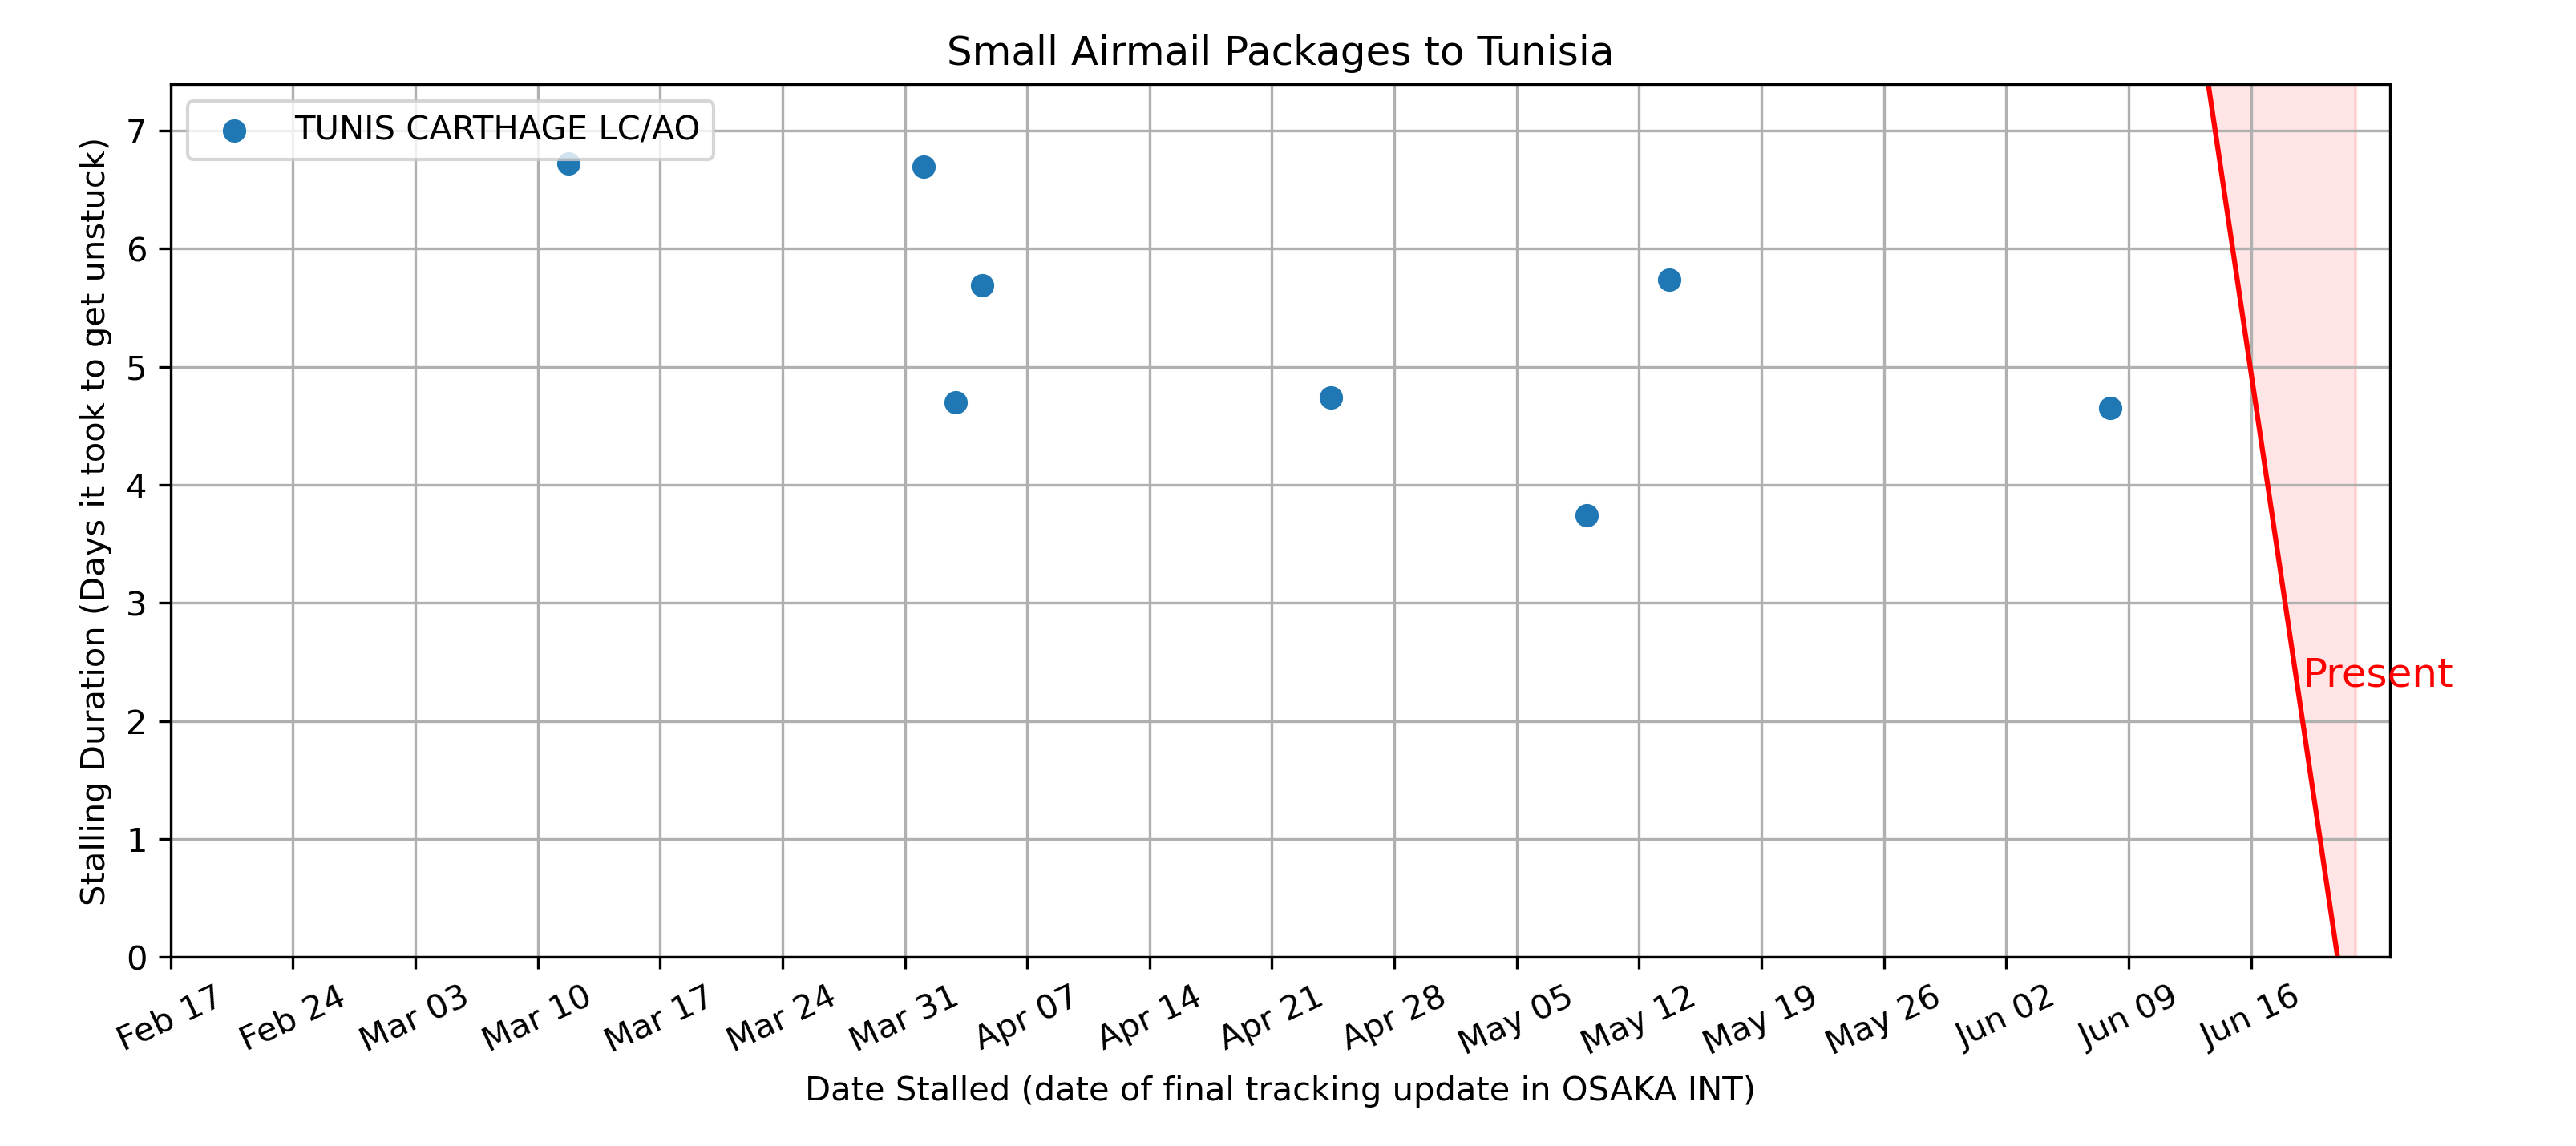 Small Airmail Packages to Tunisia
TUNIS CARTHAGE LC/AO
Stalling Duration (Days it took to get unstuck)
7
6
5
4
3
2
1
0
Present
Feb 17
Feb 24
Mar 03
Mar 10
Mar 17
Mar 24
Mar 31
Apr 07
Apr 14
Apr 21
Apr 28
May 05
May 12
May 19
May 26
Jun 02
Jun 09
Jun 16
Date Stalled (date of final tracking update in OSAKA INT)